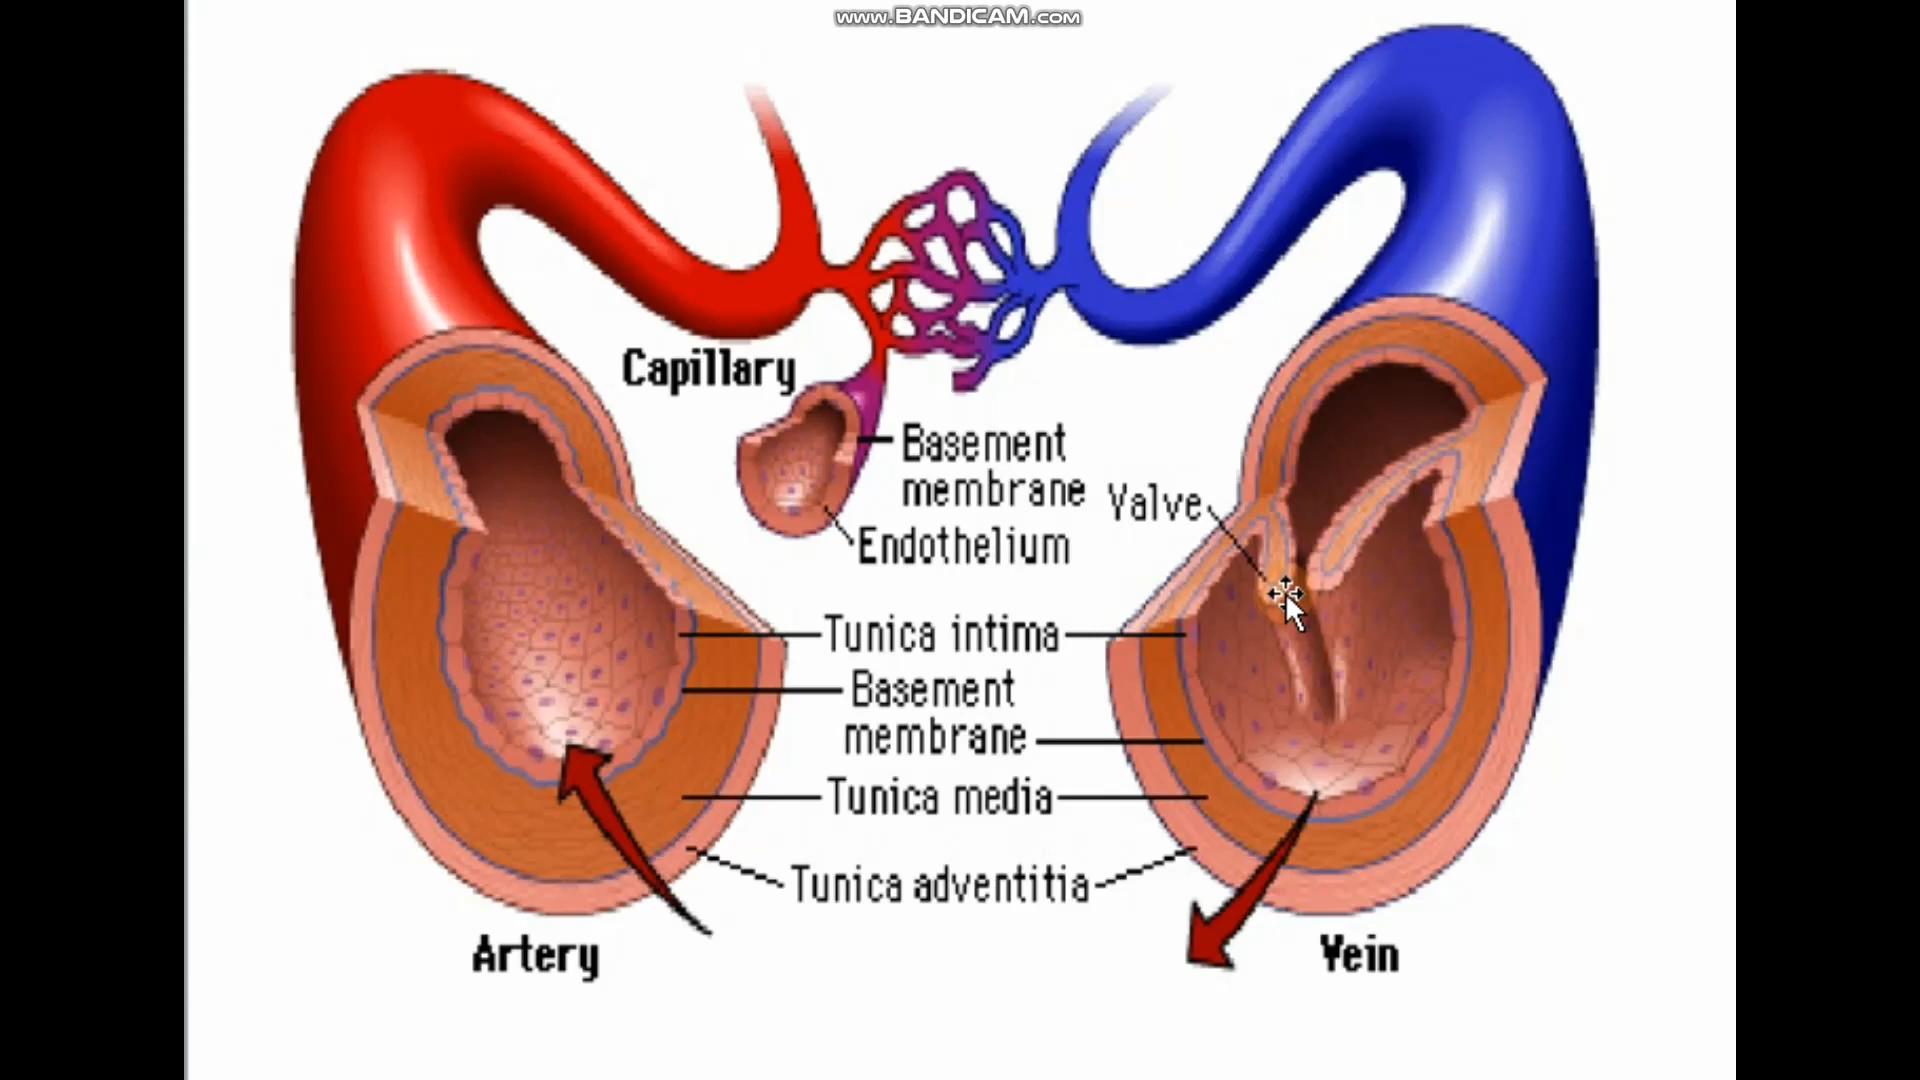 WWW.BANDICAM.COM
Capillary
Basement
membrane
Valve
Endothelium
Tunica intima
Basement
membrane
Tunica media
Tunica adventitia
Artery
Vein